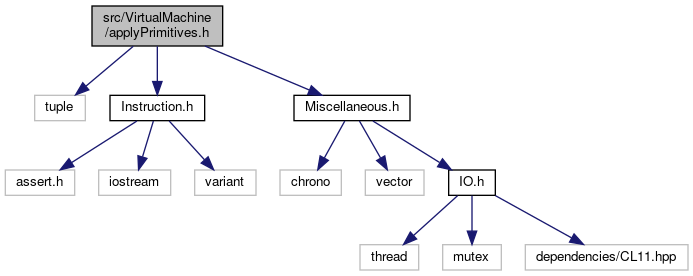 src/VirtualMachine
/applyPrimitives.h
tuple
Instruction.h
Miscellaneous.h
assert.h
iostream
variant
chrono
vector
IO.h
thread
mutex
dependencies/CL11.hpp